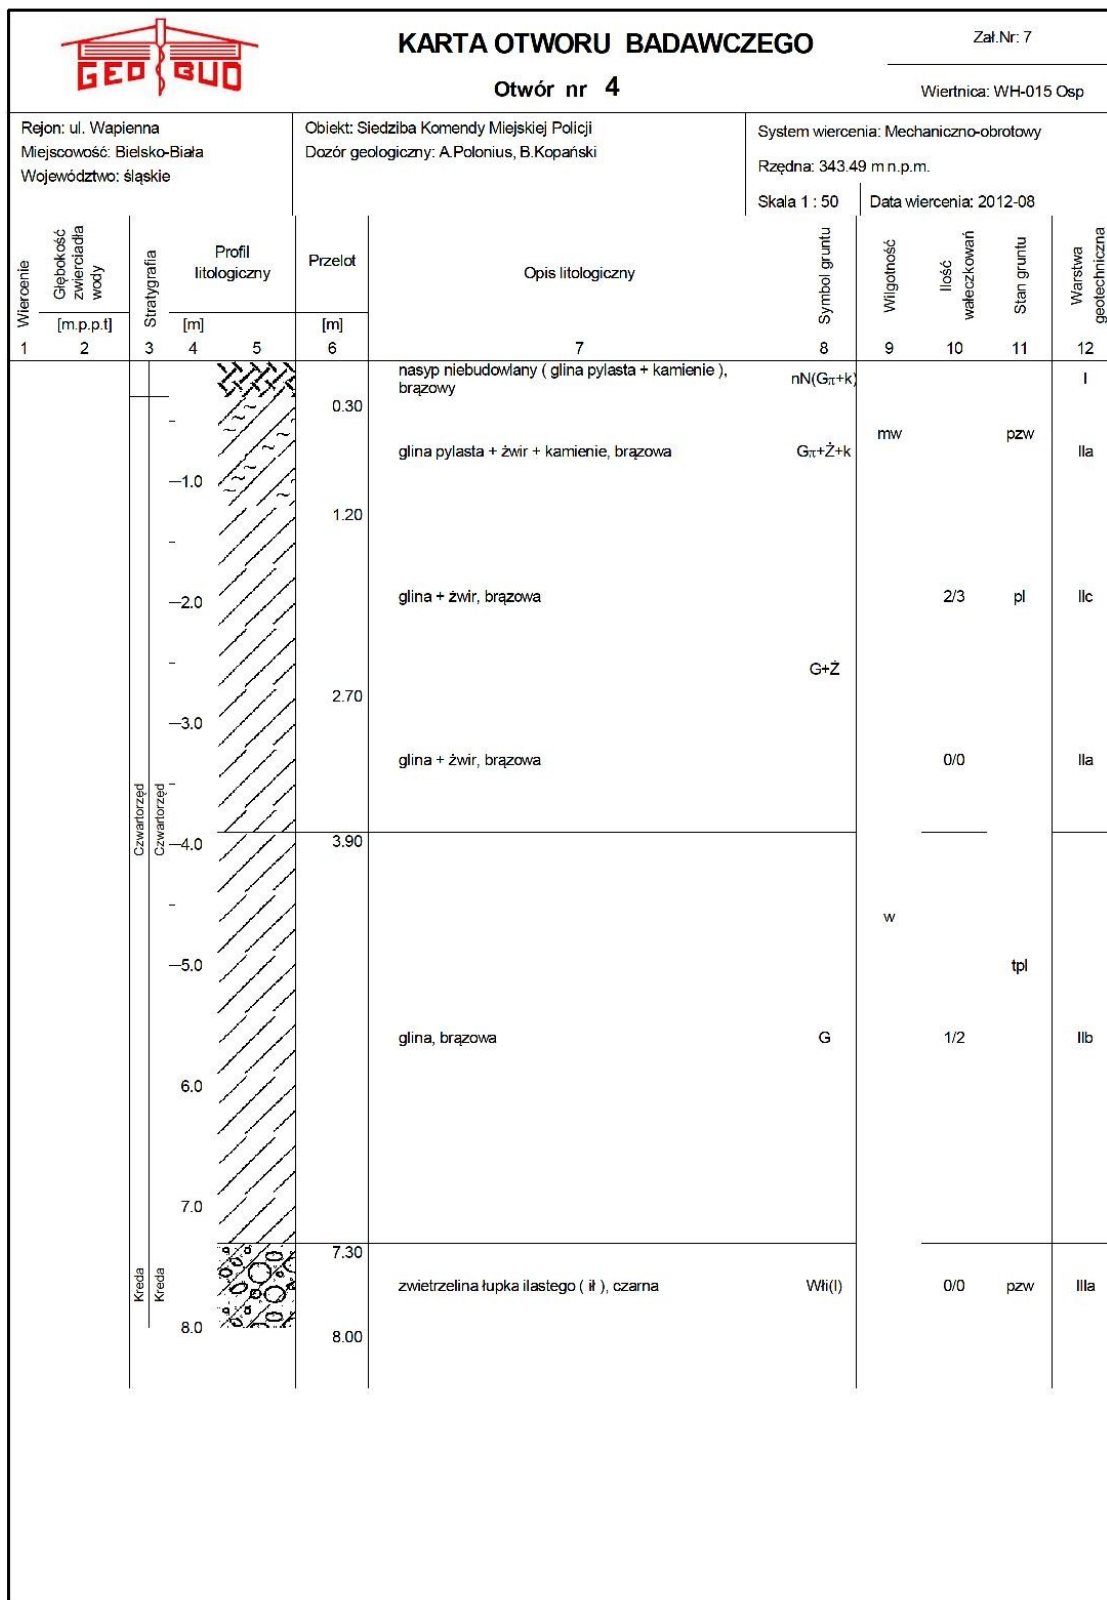 GEO BUD
KARTA OTWORU BADAWCZEGO
Otwór nr 4
Zał.Nr: 7
Wiertnica: WH-015 Osp
Rejon: ul. Wapienna
Miejscowość: Bielsko-Biała
Województwo: śląskie
Obiekt: Siedziba Komendy Miejskiej Policji
Dozór geologiczny: A.Polonius, B.Kopański
System wiercenia: Mechaniczno-obrotowy
Rzędna: 343.49 m n.p.m.
Skala 1 : 50
Data wiercenia: 2012-08
Wiercenie
Głębokość zwierciadła wody
[m.p.p.t]
Stratygrafia
Profil litologiczny
[m]
Przelot
[m]
Opis litologiczny
Symbol gruntu
Wilgotność
Ilość wałeczkowań
Stan gruntu
Warstwa geotechniczna
1 2 3 4 5 6 7 8 9 10 11 12
nasyp niebudowlany ( glina pylasta + kamienie ),
brązowy
nN(Gπ+k)
I
0.30
mw
pzw
glina pylasta + żwir + kamienie, brązowa
Gπ+Ż+k
IIa
1.0
1.20
2.0
glina + żwir, brązowa
2/3
pl
IIc
G+Ż
2.70
3.0
glina + żwir, brązowa
0/0
IIa
Czwartorzęd
Czwartorzęd
4.0
3.90
w
5.0
tpl
glina, brązowa
G
1/2
IIb
6.0
7.0
7.30
Kreda
Kreda
zwietrzelina łupka ilastego ( ił ), czarna
Włi(I)
0/0
pzw
IIIa
8.0
8.00